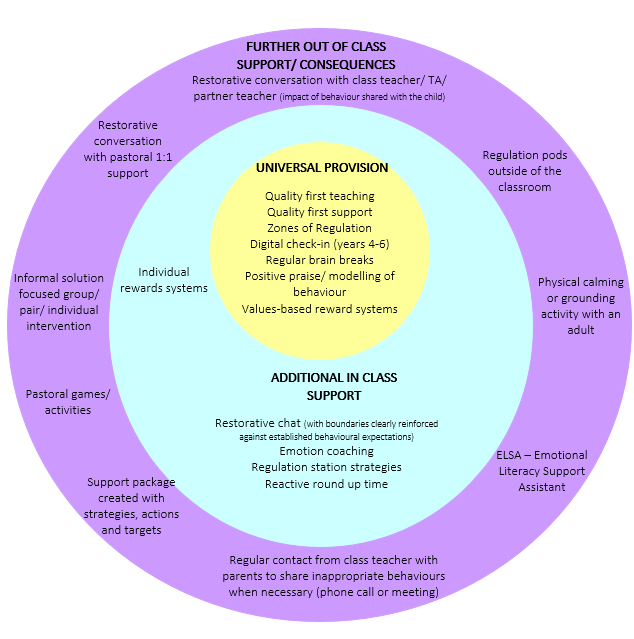 FURTHER OUT OF CLASS
SUPPORT/ CONSEQUENCES
Restorative conversation with class teacher/ TA/
partner teacher (impact of behaviour shared with the child)
Restorative
conversation
with pastoral 1:1
support
Regulation pods
outside of the
classroom
UNIVERSAL PROVISION
Quality first teaching
Quality first support
Zones of Regulation
Digital check-in (years 4-6)
Regular brain breaks
Positive praise/ modelling of
behaviour
Values-based reward systems
Individual
rewards systems
Informal solution
focused group/
pair/ individual
intervention
Physical calming
or grounding
activity with an
adult
ADDITIONAL IN CLASS
SUPPORT
Restorative chat (with boundaries clearly reinforced
against established behavioural expectations)
Emotion coaching
Regulation station strategies
Reactive round up time
Pastoral games/
activities
ELSA – Emotional
Literacy Support
Assistant
Support package
created with
strategies, actions
and targets
Regular contact from class teacher with
parents to share inappropriate behaviours
when necessary (phone call or meeting)